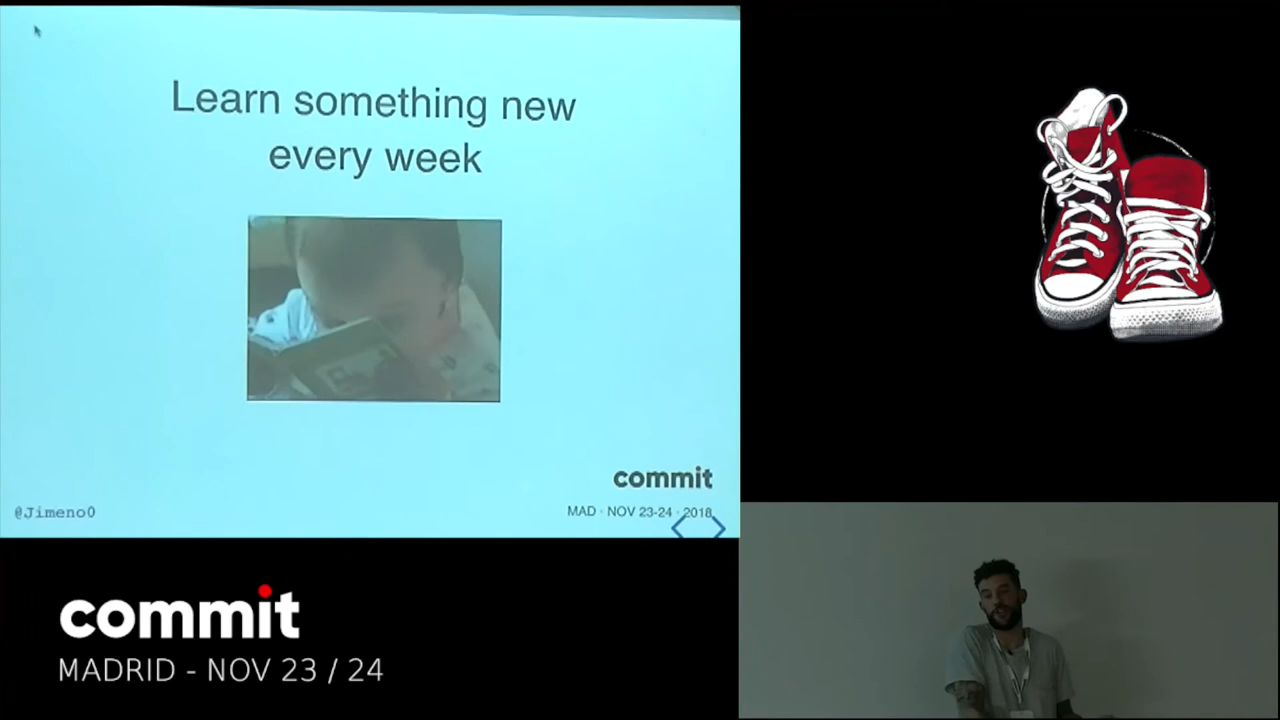 Learn something new
every week
commit
@Jimeno0
MAD · NOV 23-24 · 2018
commit
MADRID - NOV 23 / 24